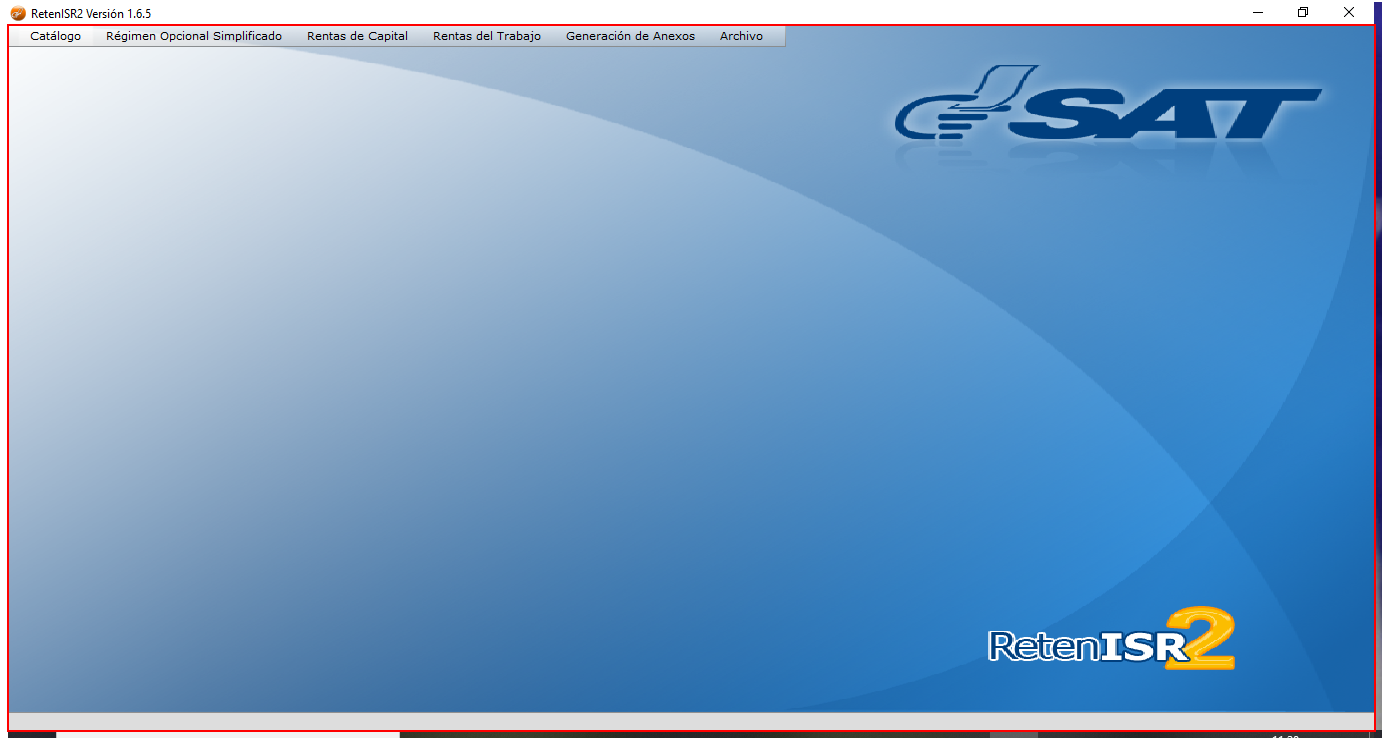 RetenISR2 Versión 1.6.5
Catálogo Régimen Opcional Simplificado Rentas de Capital Rentas del Trabajo Generación de Anexos Archivo
SAT
RetenISR2